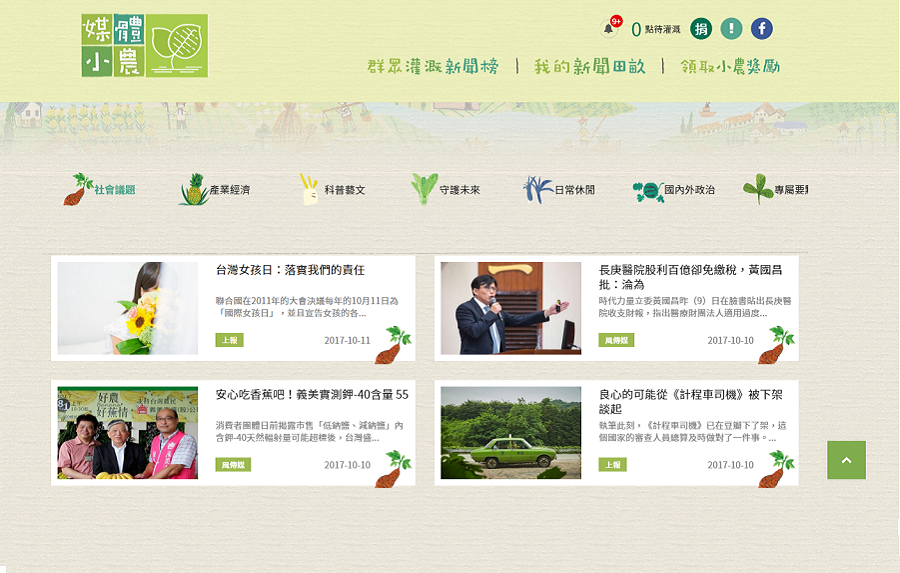 媒體
小農
9+
0 點待灌溉
捐
!
f
群眾灌溉新聞榜 | 我的新聞田畝 | 領取小農獎勵
社會議題
產業經濟
科普藝文
守護未來
日常休閒
國內外政治
專屬要
台灣女孩日：落實我們的責任
聯合國在2011年的大會決議每年的10月11日為
「國際女孩日」，並且宣告女孩的各...
上報
2017-10-11
長庚醫院股利百億卻免繳稅，黃國昌
批：淪為
時代力量立委黃國昌昨（9）日在臉書貼出長庚醫
院收支財報，指出醫療財團法人適用過度...
風傳媒
2017-10-10
好農
好蕉情
安心吃香蕉吧！義美實測鉀-40含量 55
消費者團體日前揭露市售「低鈉鹽、減鈉鹽」內
含鉀-40天然輻射量可能超標後，台灣儘...
風傳媒
2017-10-10
良心的可能從《計程車司機》被下架
談起
執筆此刻，《計程車司機》已在豆瓣下了架，這
個國家的審查人員總算及時做對了一件事。...
上報
2017-10-10